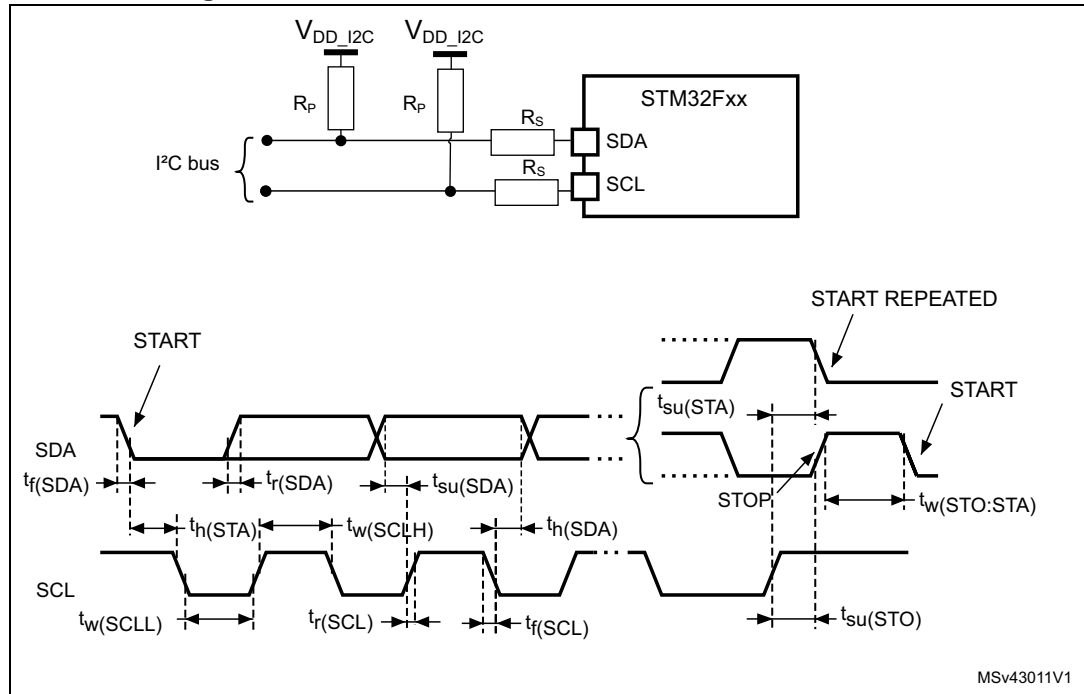 VDD_I2C VDD_I2C
RP RP
STM32Fxx
RS
SDA
I²C bus
RS
SCL
START REPEATED
START
START
tsu(STA)
SDA
tf(SDA) tr(SDA) tsu(SDA)
STOP
tw(STO:STA)
th(STA) tw(SCLH) th(SDA)
SCL
tw(SCLL) tr(SCL) tf(SCL) tsu(STO)
MSv43011V1